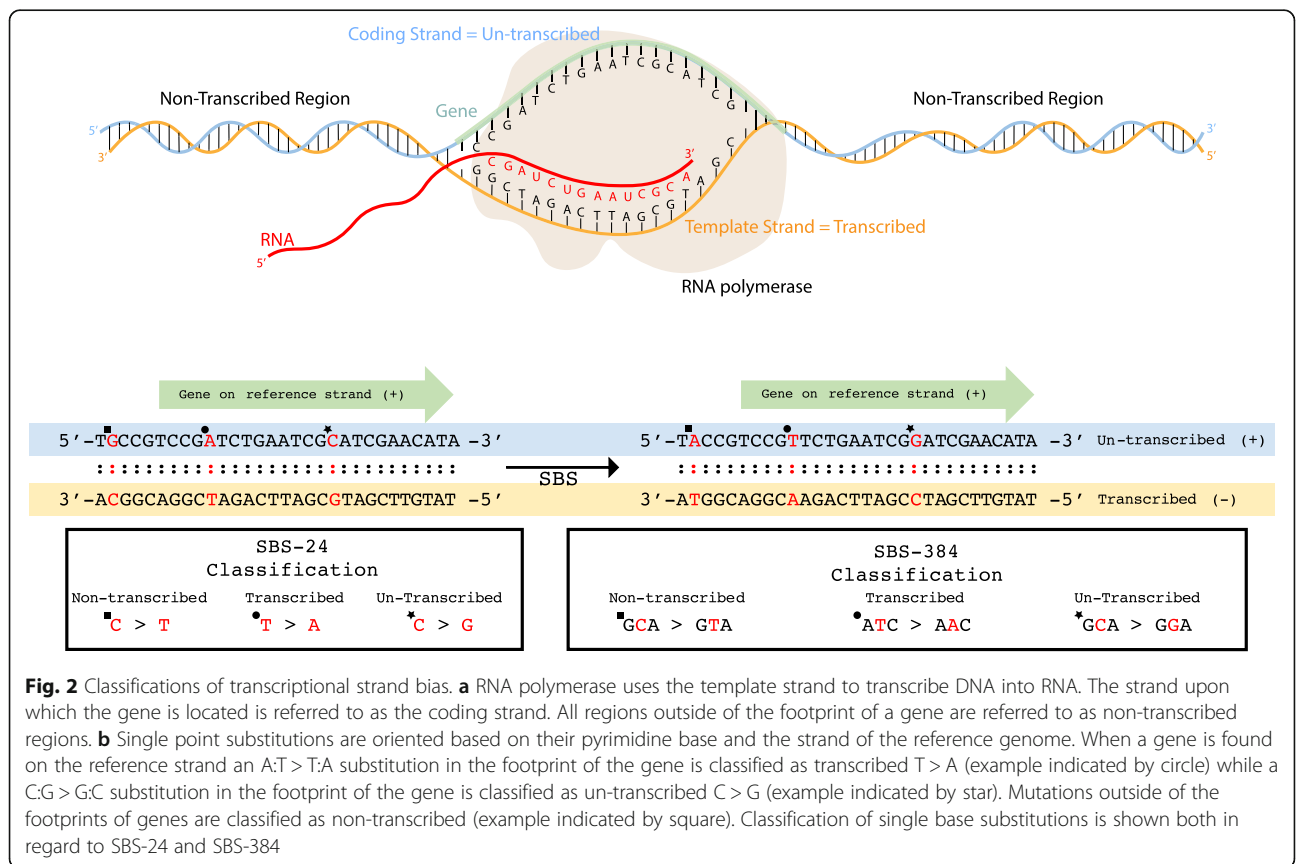 Coding Strand = Un-transcribed
Non-Transcribed Region
Gene
Non-Transcribed Region
5′
3′
3′
5′
C C G A T C T G A A T C G C A T C G
3′
C G A U C U G A A U C G C A
G G C T A G A C T T A G C G T A G C
RNA
5′
Template Strand = Transcribed
RNA polymerase
Gene on reference strand (+)
Gene on reference strand (+)
5′-TGCCGTCCGATCTGAATCGCATCGAACATA -3′
5′-TACCGTCCGTTCTGAATCGGATCGAACATA -3′ Un-transcribed (+)
SBS
3′-ACGGCAGGCTAGACTTAGCGTAGCTTGTAT -5′
3′-ATGGCAGGCAAGACTTAGCCTAGCTTGTAT -5′ Transcribed (-)
SBS-24
Classification
Non-transcribed Transcribed Un-Transcribed
C > T T > A C > G
SBS-384
Classification
Non-transcribed Transcribed Un-Transcribed
GCA > GTA ATC > AAC GCA > GGA
Fig. 2 Classifications of transcriptional strand bias. a RNA polymerase uses the template strand to transcribe DNA into RNA. The strand upon
which the gene is located is referred to as the coding strand. All regions outside of the footprint of a gene are referred to as non-transcribed
regions. b Single point substitutions are oriented based on their pyrimidine base and the strand of the reference genome. When a gene is found
on the reference strand an A:T > T:A substitution in the footprint of the gene is classified as transcribed T > A (example indicated by circle) while a
C:G > G:C substitution in the footprint of the gene is classified as un-transcribed C > G (example indicated by star). Mutations outside of the
footprints of genes are classified as non-transcribed (example indicated by square). Classification of single base substitutions is shown both in
regard to SBS-24 and SBS-384